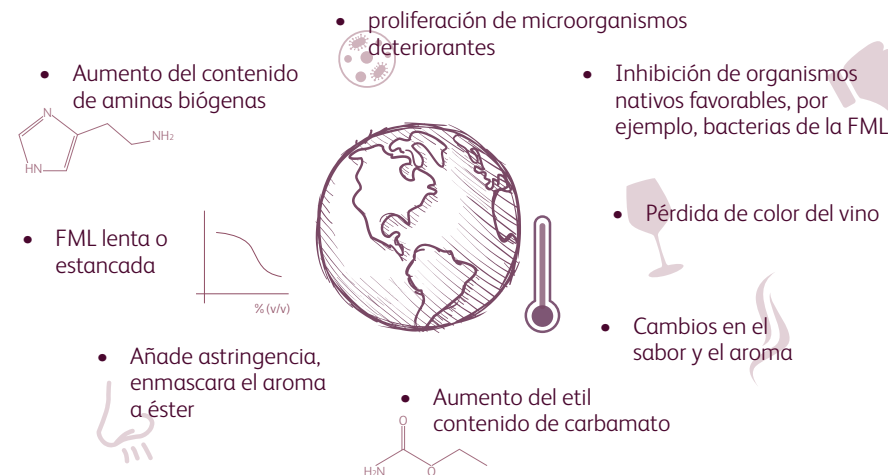 • proliferación de microorganismos
deteriorantes
• Aumento del contenido
de aminas biógenas
N
NH₂
HN
• Inhibición de organismos
nativos favorables, por
ejemplo, bacterias de la FML
• Pérdida de color del vino
• FML lenta o
estancada
% (v/v)
• Cambios en el
sabor y el aroma
• Añade astringencia,
enmascara el aroma
a éster
• Aumento del etil
contenido de carbamato
O
H₂N
O